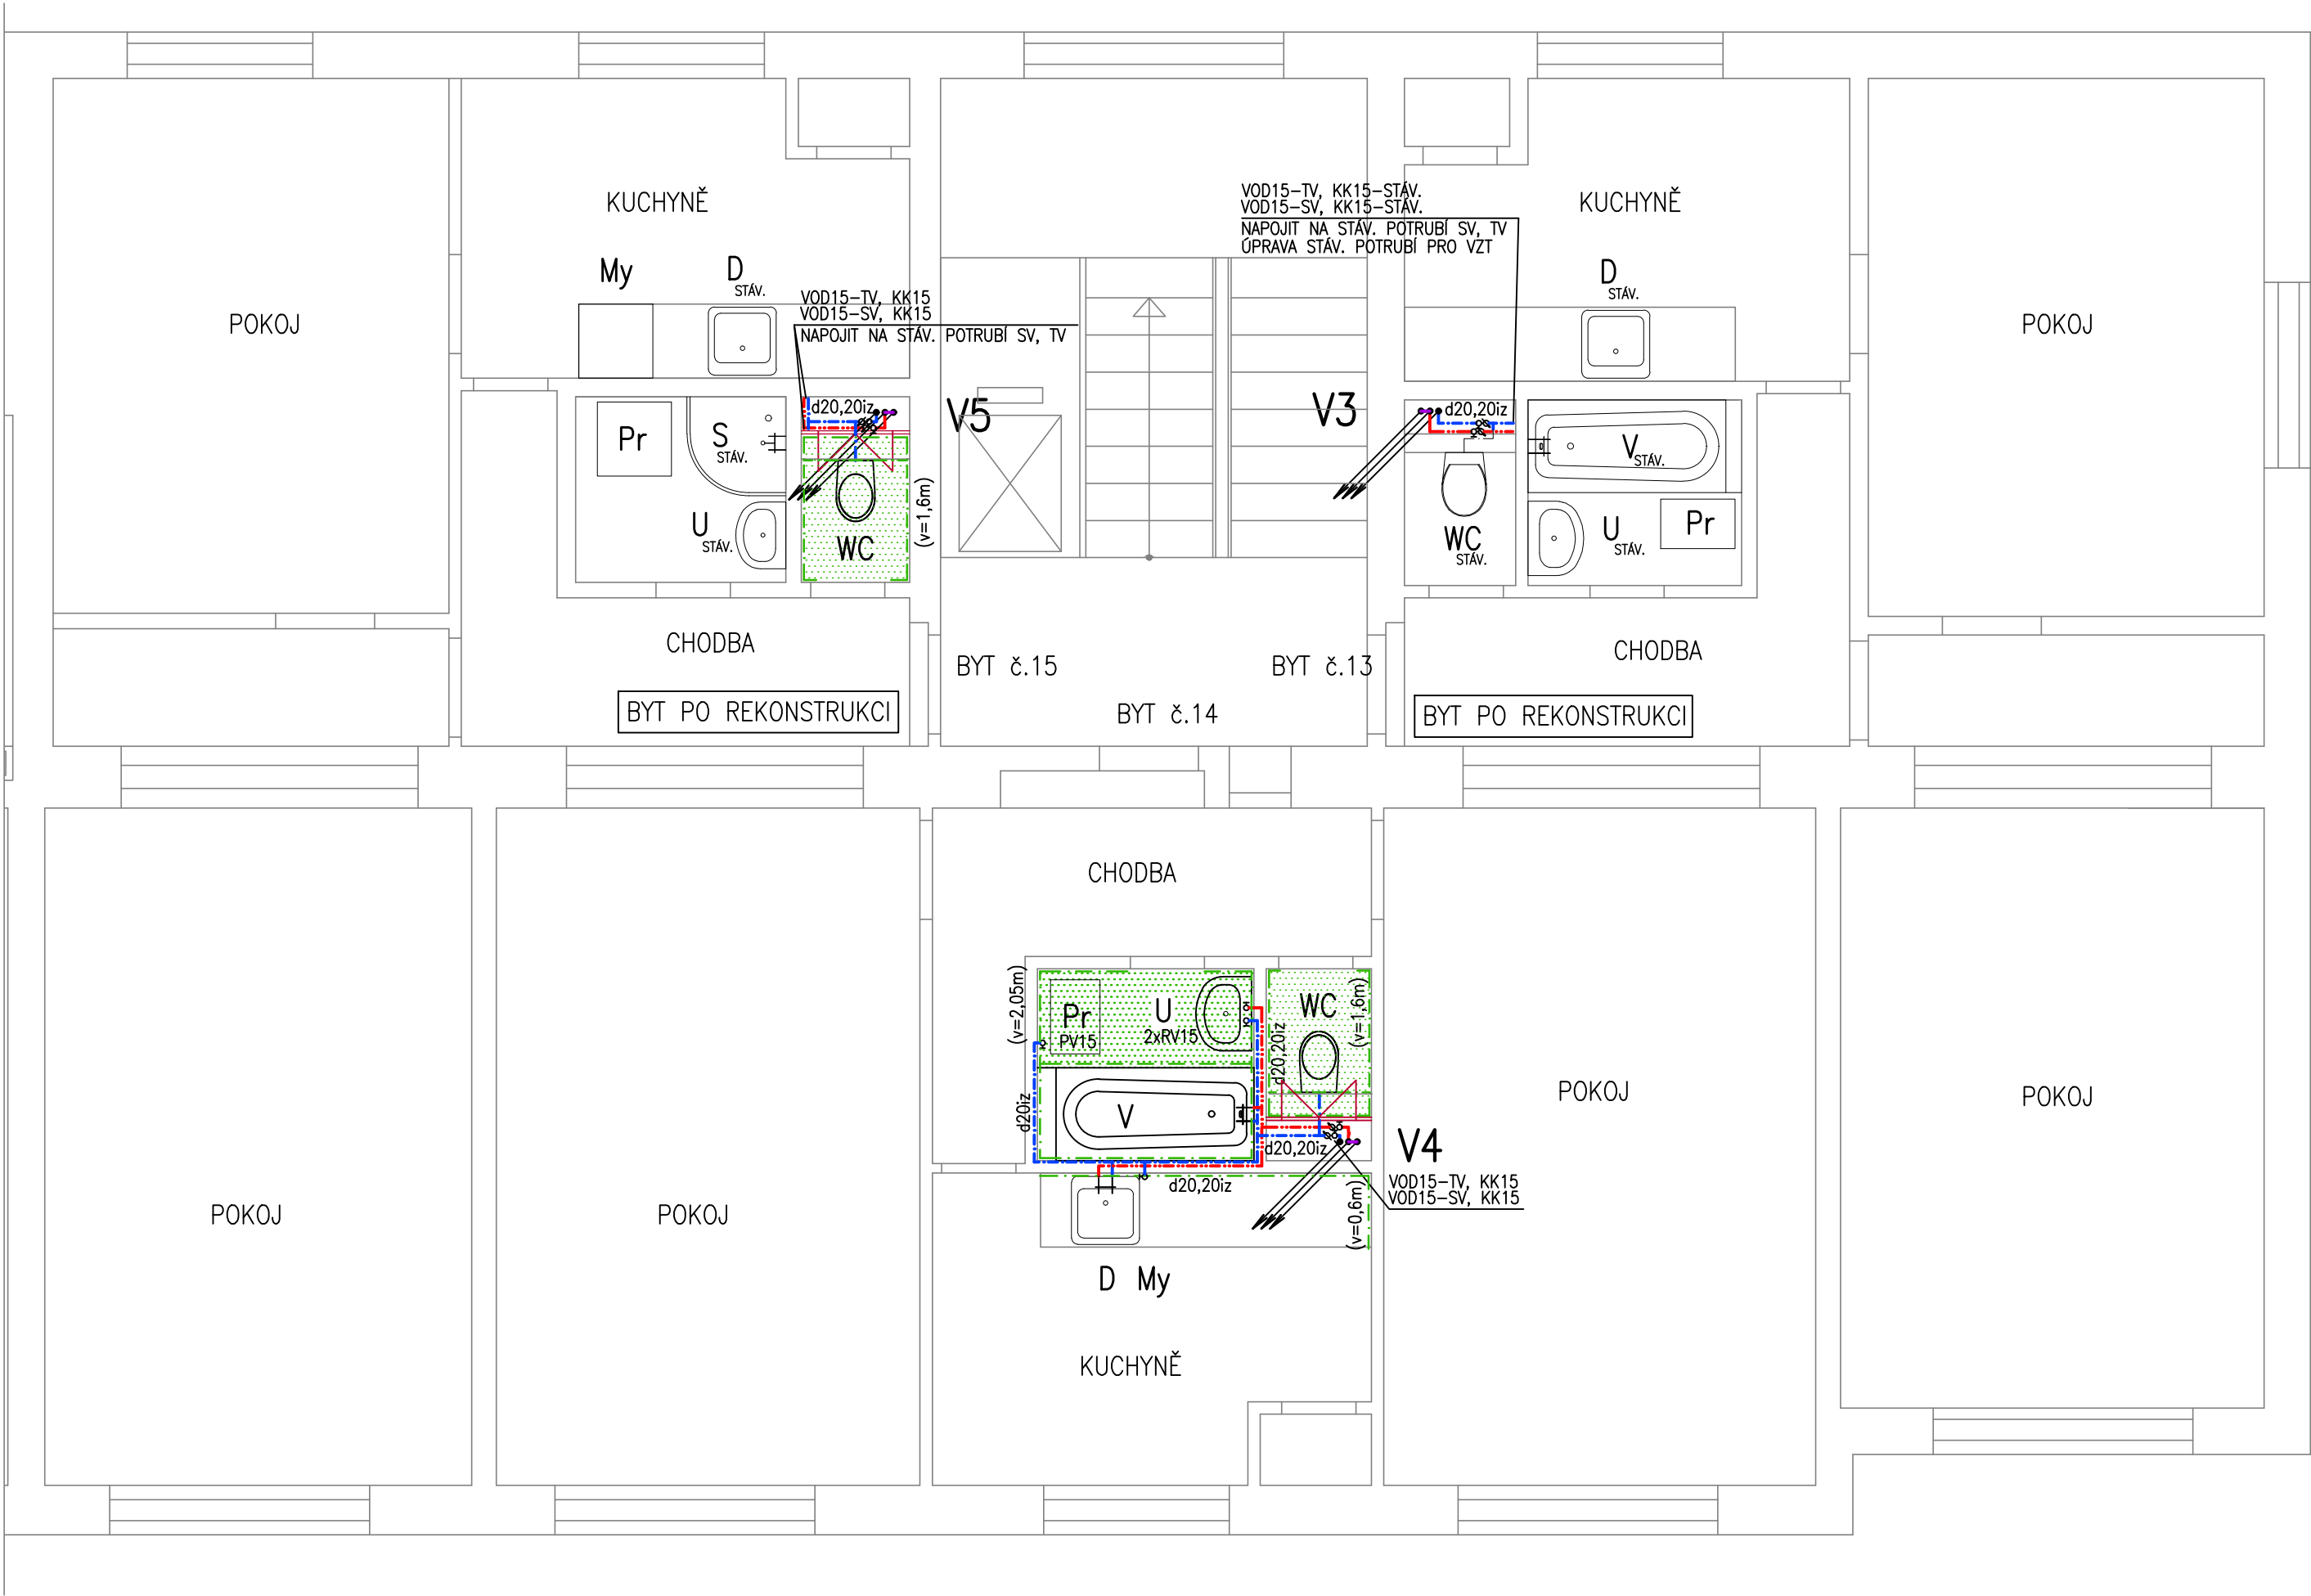 VOD15-TV, KK15-STÁV.
VOD15-SV, KK15-STÁV.
NAPOJIT NA STÁV. POTRUBÍ SV, TV
ÚPRAVA STÁV. POTRUBÍ PRO VZT
KUCHYNĚ
KUCHYNĚ
My
D
STÁV.
D
STÁV.
VOD15-TV, KK15
VOD15-SV, KK15
NAPOJIT NA STÁV. POTRUBÍ SV, TV
POKOJ
POKOJ
d20,20iz
V5
V3
d20,20iz
Pr
S
STÁV.
V
STÁV.
(v=1,6m)
U
STÁV.
WC
WC
STÁV.
U
STÁV.
Pr
CHODBA
CHODBA
BYT č.15
BYT č.13
BYT č.14
BYT PO REKONSTRUKCI
BYT PO REKONSTRUKCI
CHODBA
(v=2,05m)
Pr
PV15
U
2xRV15
WC
(v=1,6m)
d20,20iz
d20iz
V
POKOJ
POKOJ
d20,20iz
V4
VOD15-TV, KK15
VOD15-SV, KK15
d20,20iz
(v=0,6m)
POKOJ
POKOJ
D My
KUCHYNĚ